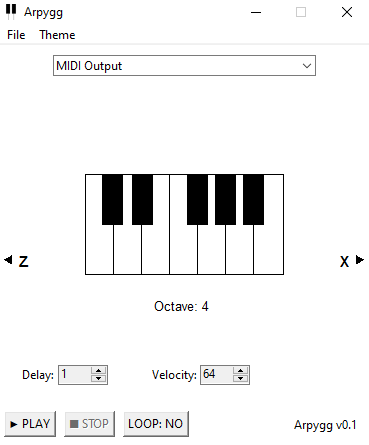 Arpygg
File Theme
MIDI Output
Z X
Octave: 4
Delay: 1 Velocity: 64
PLAY STOP LOOP: NO Arpygg v0.1